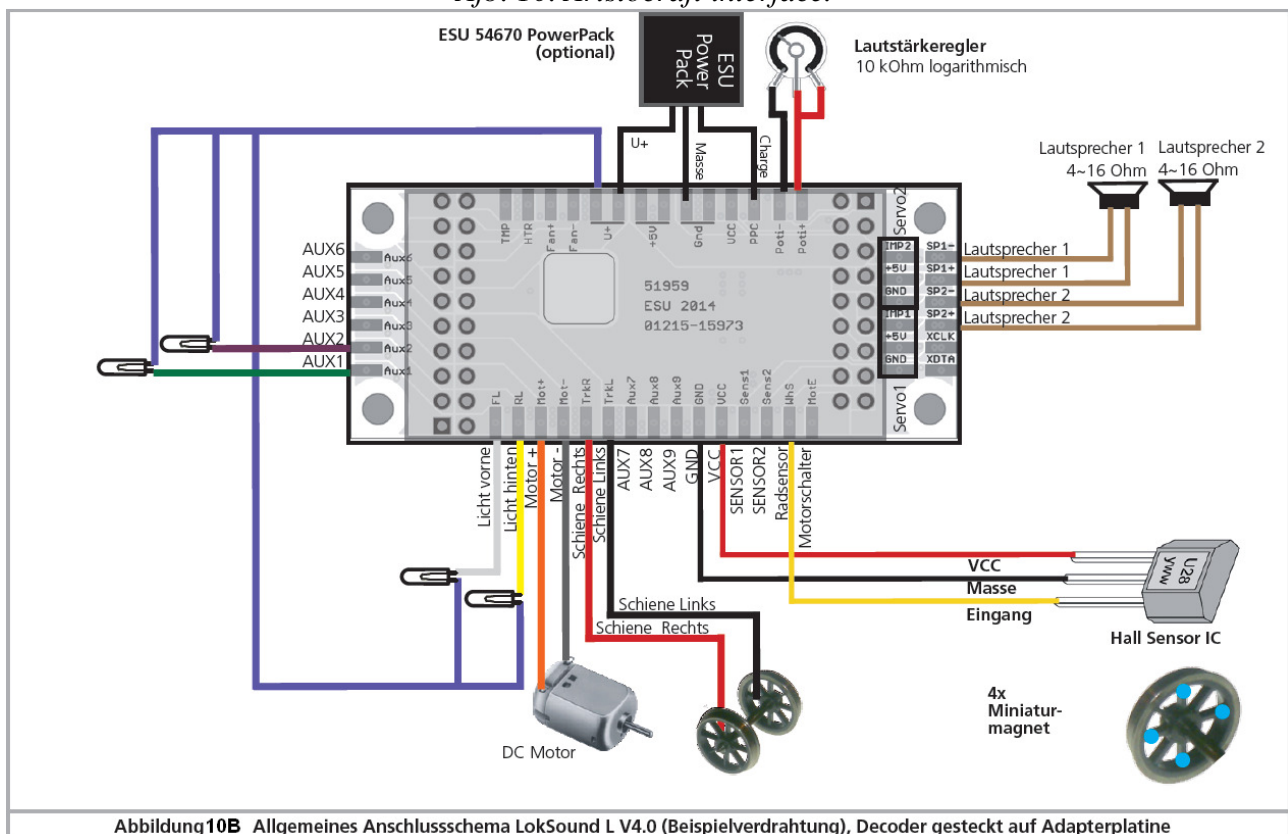 Afb. 10: Aristocraft interface.
ESU 54670 PowerPack
(optional)
ESU
Power
Pack
Lautstärkeregler
10 kOhm logarithmisch
U+
Masse
Charge
Lautsprecher 1
4~16 Ohm
Lautsprecher 2
4~16 Ohm
TMP
HTR
Fan+
Fan-
U+
+5V
Gnd
VCC
PPC
Poti-
Poti+
Servo2
AUX6
AUX5
AUX4
AUX3
AUX2
AUX1
Aux6
Aux5
Aux4
Aux3
Aux2
Aux1
51959
ESU 2014
01215-15973
IMP2
+5V
GND
IMP1
+5V
GND
SP1-
SP1+
SP2-
SP2+
XCLK
XDTA
Lautsprecher 1
Lautsprecher 1
Lautsprecher 2
Lautsprecher 2
Servo1
FL
RL
Mot+
Mot-
TrkR
TrkL
Aux7
Aux8
Aux9
GND
VCC
Sens1
Sens2
WhS
MotE
Licht vorne
Licht hinten
Motor +
Motor -
Schiene Rechts
Schiene Links
AUX7
AUX8
AUX9
GND
VCC
SENSOR1
SENSOR2
Radsensor
Motorschalter
VCC
Masse
Eingang
U28
yww
Hall Sensor IC
Schiene Links
Schiene Rechts
DC Motor
4x
Miniatur-
magnet
Abbildung10B Allgemeines Anschlussschema LokSound L V4.0 (Beispielverdrahtung), Decoder gesteckt auf Adapterplatine